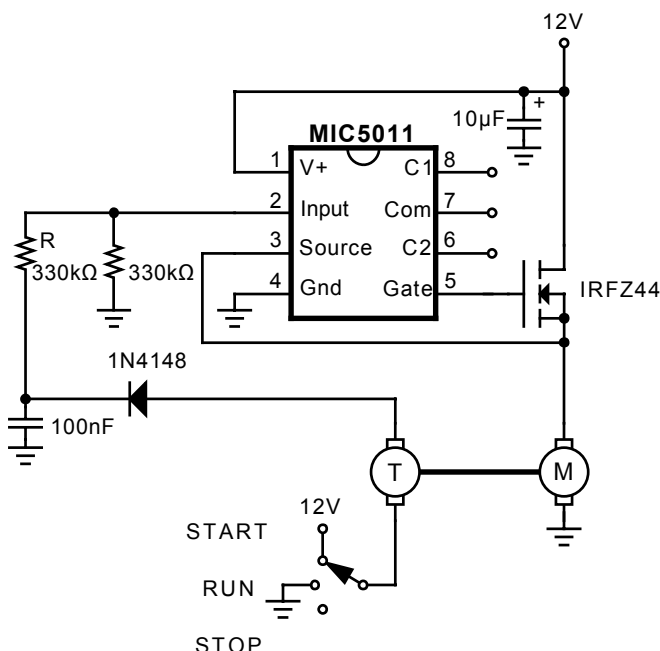 12V
10µF
+
MIC5011
1 V+ C1 8
2 Input Com 7
3 Source C2 6
4 Gnd Gate 5
R
330kΩ
330kΩ
IRFZ44
1N4148
100nF
T
M
12V
START
RUN
STOP